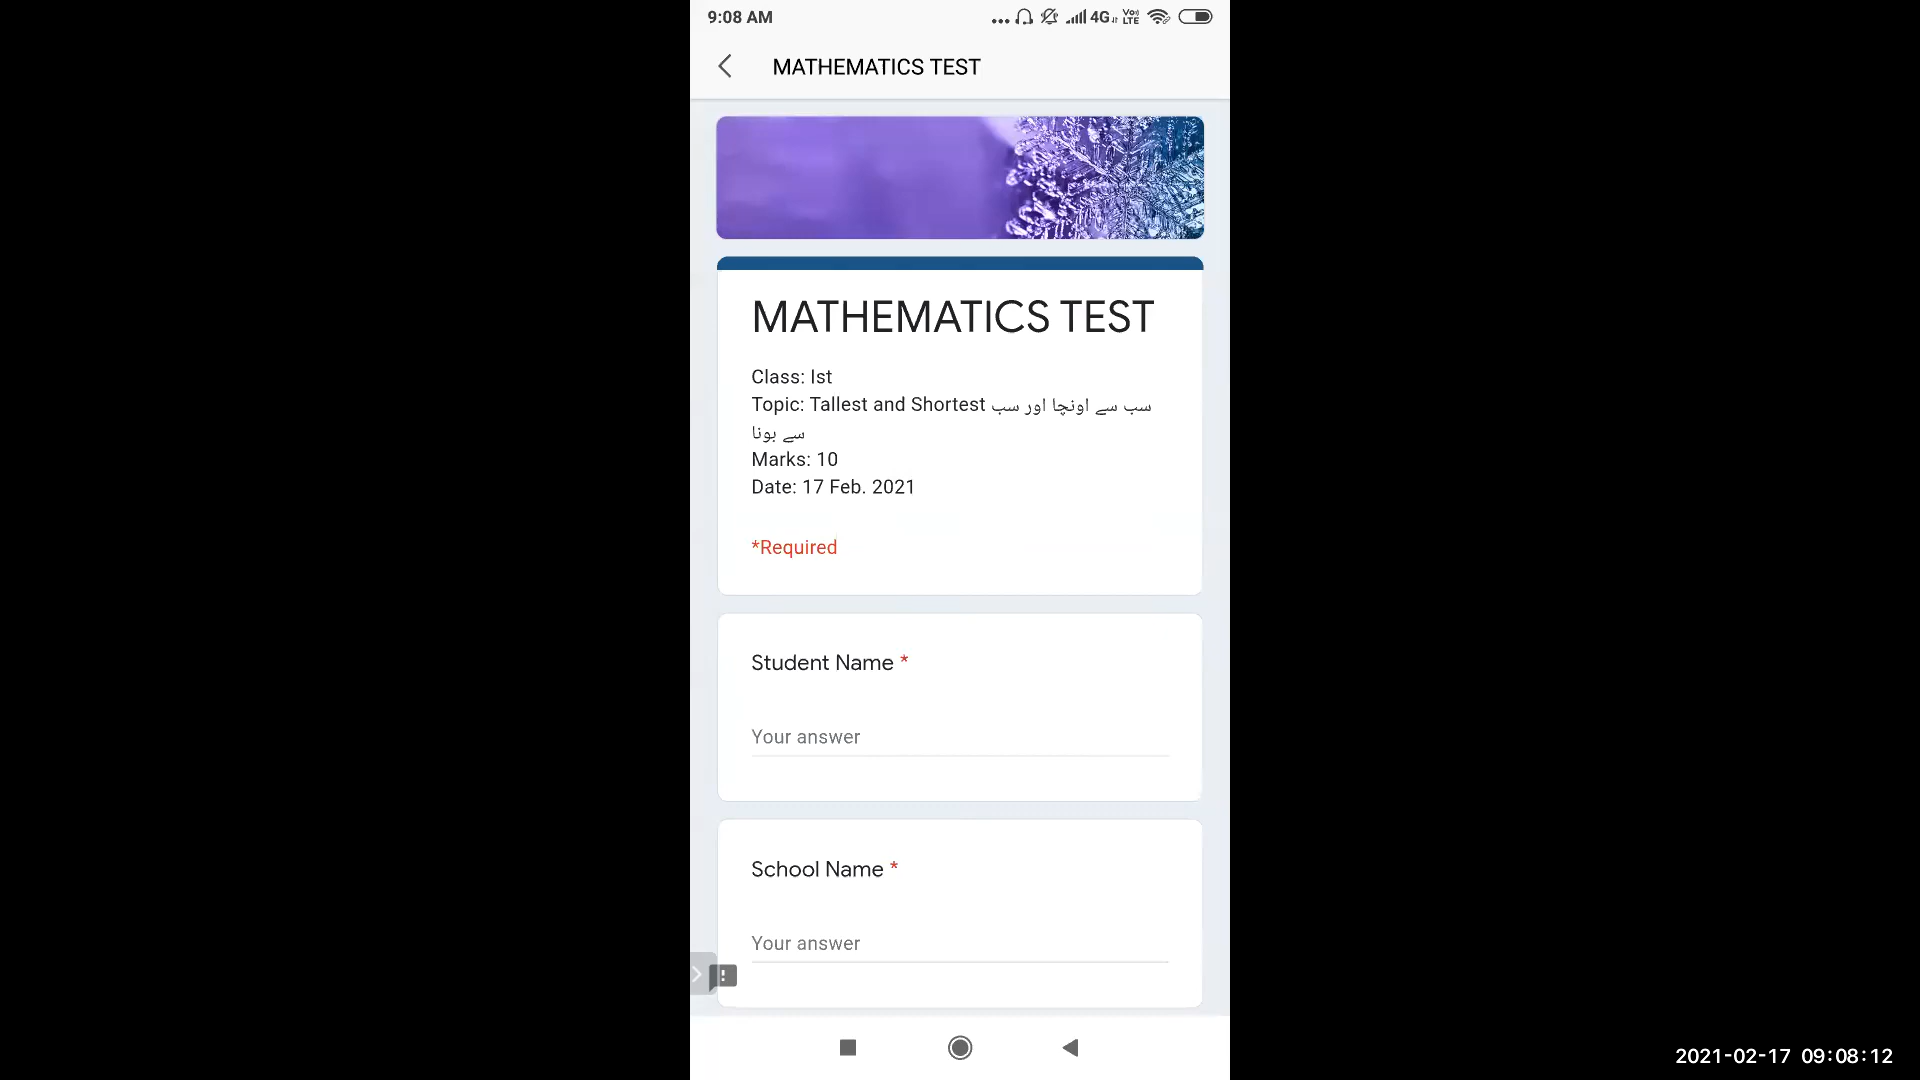 9:08 AM
4G
Vo))
LTE
MATHEMATICS TEST
MATHEMATICS TEST
Class: Ist
Topic: Tallest and Shortest سب سے اونچا اور سب
سے بونا
Marks: 10
Date: 17 Feb. 2021
*Required
Student Name *
Your answer
School Name *
Your answer
2021-02-17 09:08:12